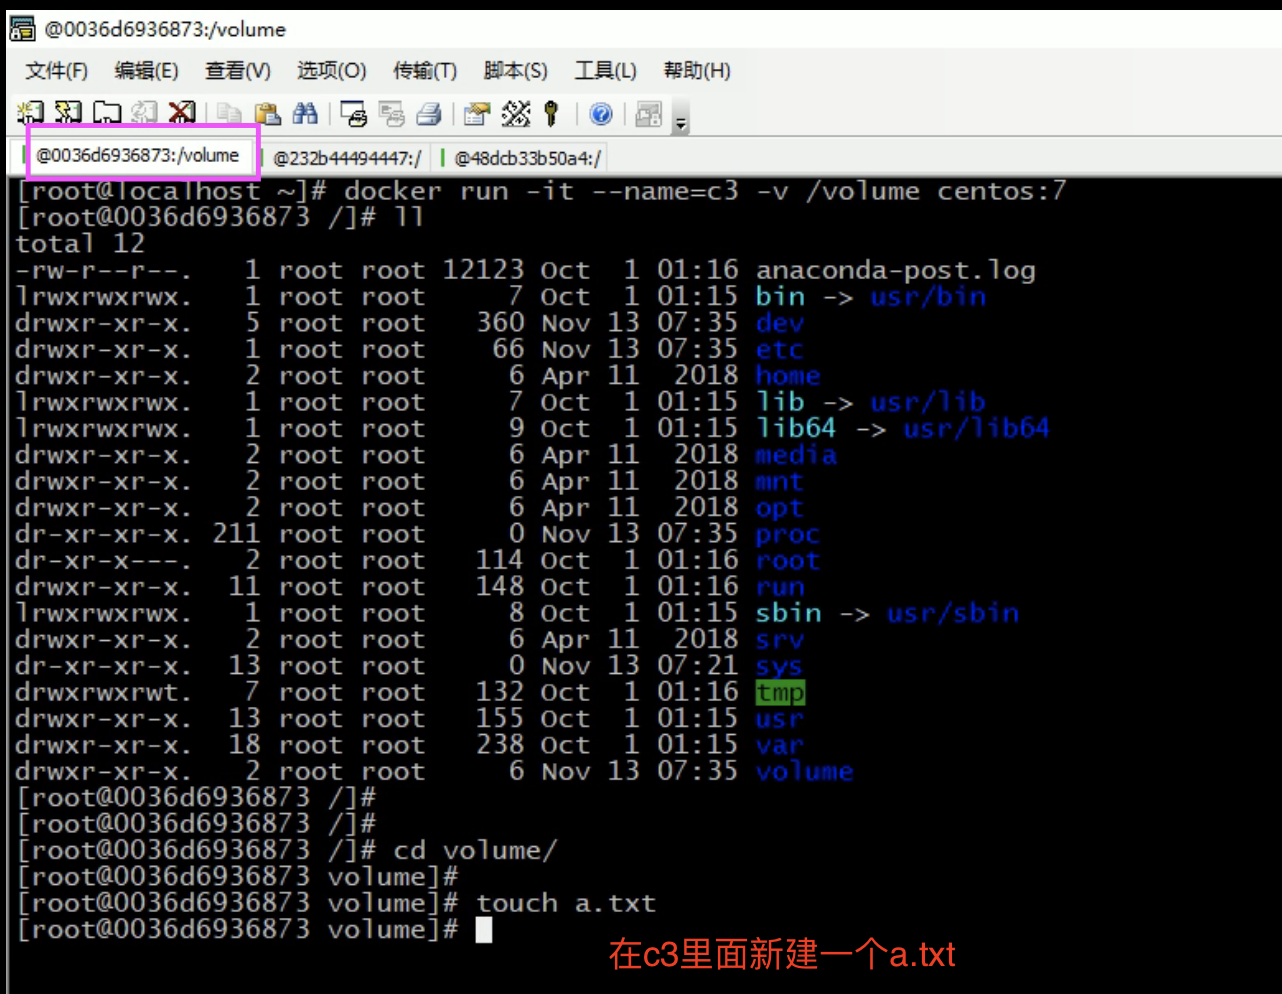 @0036d6936873:/volume
文件(F) 编辑(E) 查看(V) 选项(O) 传输(T) 脚本(S) 工具(L) 帮助(H)
@0036d6936873:/volume @232b44494447:/ @48dcb33b50a4:/
[root@localhost ~]# docker run -it --name=c3 -v /volume centos:7
[root@0036d6936873 /]# ll
total 12
-rw-r--r--. 1 root root 12123 Oct 1 01:16 anaconda-post.log
lrwxrwxrwx. 1 root root 7 Oct 1 01:15 bin -> usr/bin
drwxr-xr-x. 5 root root 360 Nov 13 07:35 dev
drwxr-xr-x. 1 root root 66 Nov 13 07:35 etc
drwxr-xr-x. 2 root root 6 Apr 11 2018 home
lrwxrwxrwx. 1 root root 7 Oct 1 01:15 lib -> usr/lib
lrwxrwxrwx. 1 root root 9 Oct 1 01:15 lib64 -> usr/lib64
drwxr-xr-x. 2 root root 6 Apr 11 2018 media
drwxr-xr-x. 2 root root 6 Apr 11 2018 mnt
drwxr-xr-x. 2 root root 6 Apr 11 2018 opt
dr-xr-xr-x. 211 root root 0 Nov 13 07:35 proc
dr-xr-x---. 2 root root 114 Oct 1 01:16 root
drwxr-xr-x. 11 root root 148 Oct 1 01:16 run
lrwxrwxrwx. 1 root root 8 Oct 1 01:15 sbin -> usr/sbin
drwxr-xr-x. 2 root root 6 Apr 11 2018 srv
dr-xr-xr-x. 13 root root 0 Nov 13 07:21 sys
drwxrwxrwt. 7 root root 132 Oct 1 01:16 tmp
drwxr-xr-x. 13 root root 155 Oct 1 01:15 usr
drwxr-xr-x. 18 root root 238 Oct 1 01:15 var
drwxr-xr-x. 2 root root 6 Nov 13 07:35 volume
[root@0036d6936873 /]#
[root@0036d6936873 /]#
[root@0036d6936873 /]# cd volume/
[root@0036d6936873 volume]#
[root@0036d6936873 volume]# touch a.txt
[root@0036d6936873 volume]#
在c3里面新建一个a.txt